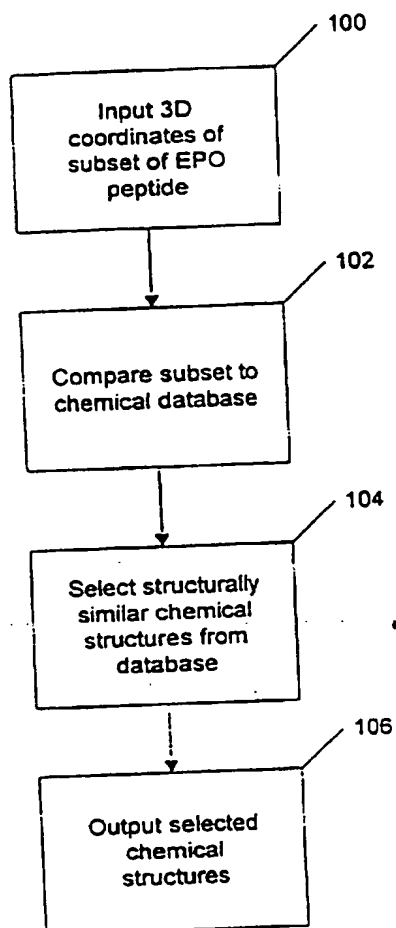 100
Input 3D
coordinates of
subset of EPO
peptide
102
Compare subset to
chemical database
104
Select structurally
similar chemical
structures from
database
106
Output selected
chemical
structures